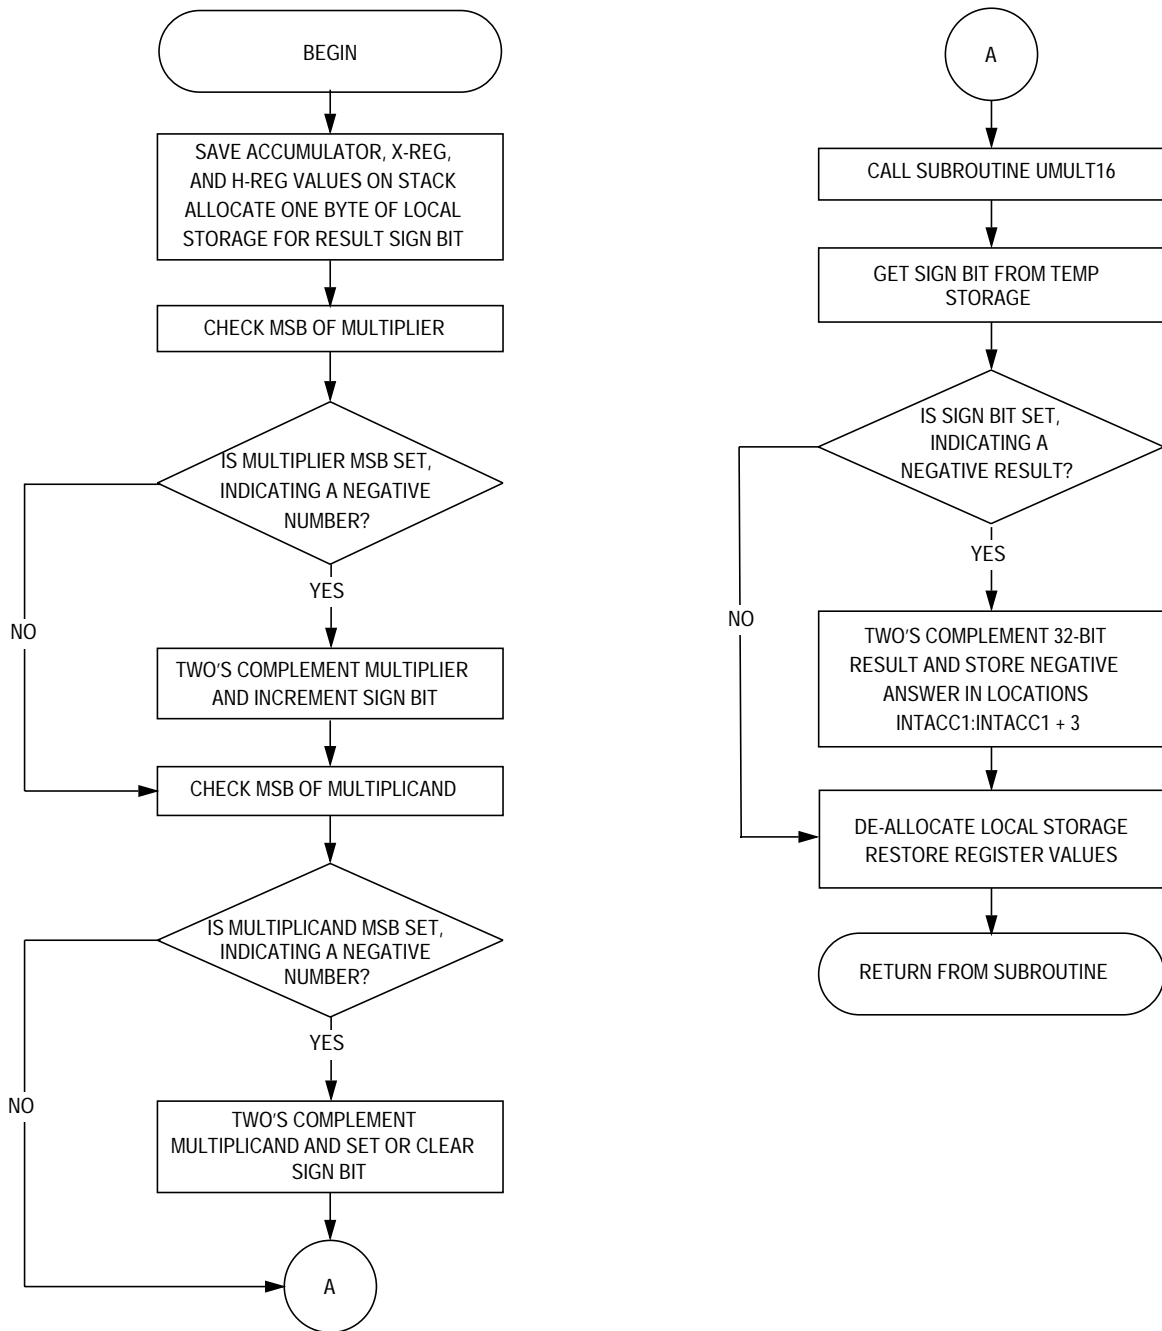 BEGIN
SAVE ACCUMULATOR, X-REG,
AND H-REG VALUES ON STACK
ALLOCATE ONE BYTE OF LOCAL
STORAGE FOR RESULT SIGN BIT
CHECK MSB OF MULTIPLIER
IS MULTIPLIER MSB SET,
INDICATING A NEGATIVE
NUMBER?
YES
NO
TWO'S COMPLEMENT MULTIPLIER
AND INCREMENT SIGN BIT
CHECK MSB OF MULTIPLICAND
IS MULTIPLICAND MSB SET,
INDICATING A NEGATIVE
NUMBER?
YES
NO
TWO'S COMPLEMENT
MULTIPLICAND AND SET OR CLEAR
SIGN BIT
A
A
CALL SUBROUTINE UMULT16
GET SIGN BIT FROM TEMP
STORAGE
IS SIGN BIT SET,
INDICATING A
NEGATIVE RESULT?
YES
NO
TWO'S COMPLEMENT 32-BIT
RESULT AND STORE NEGATIVE
ANSWER IN LOCATIONS
INTACC1:INTACC1 + 3
DE-ALLOCATE LOCAL STORAGE
RESTORE REGISTER VALUES
RETURN FROM SUBROUTINE